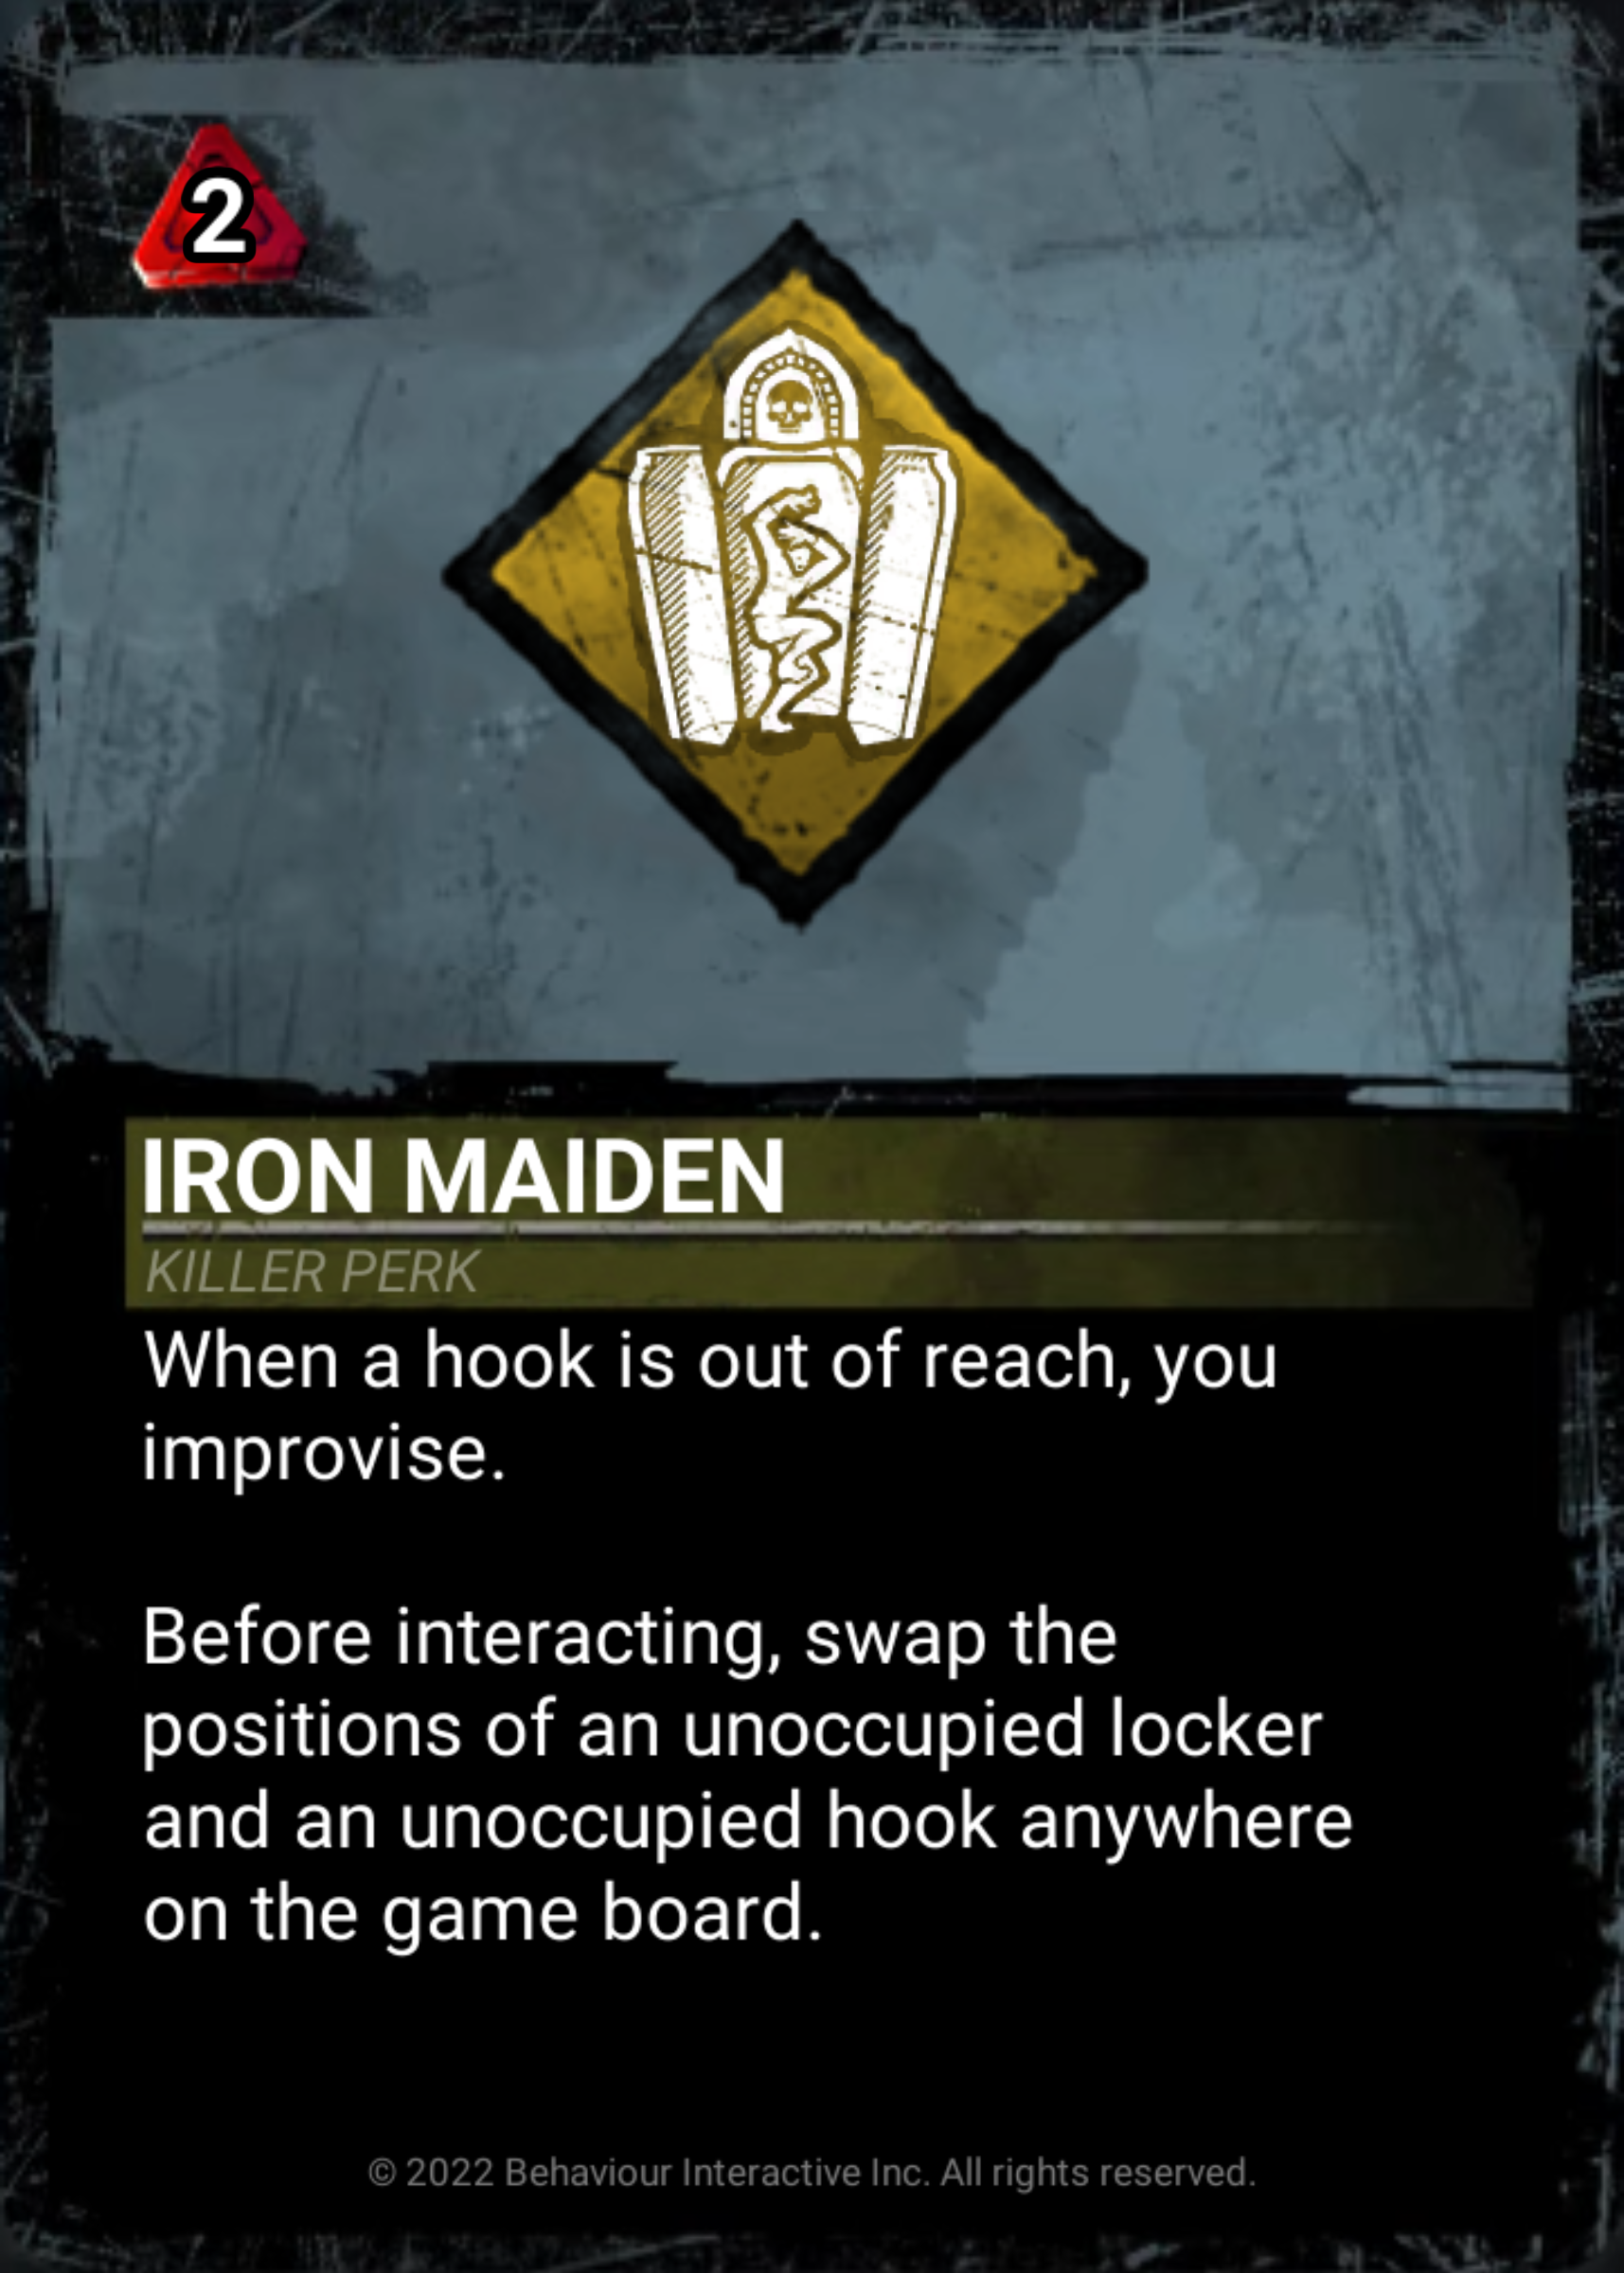 2
IRON MAIDEN
KILLER PERK
When a hook is out of reach, you
improvise.
Before interacting, swap the
positions of an unoccupied locker
and an unoccupied hook anywhere
on the game board.
© 2022 Behaviour Interactive Inc. All rights reserved.